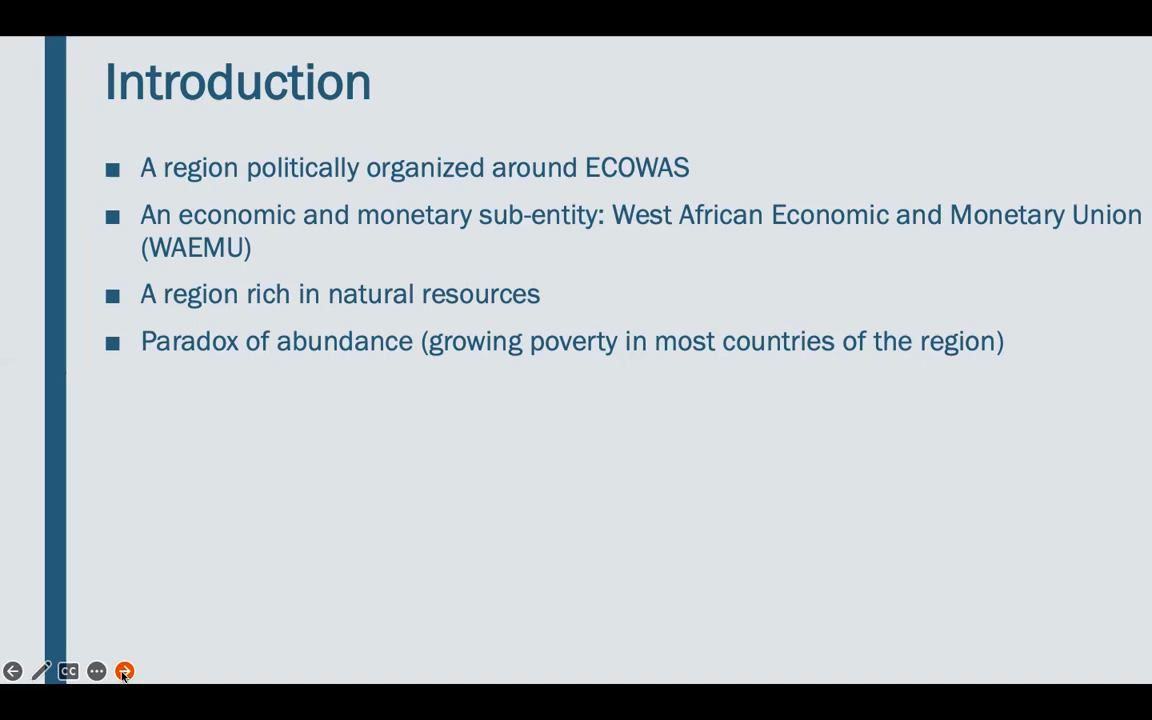 Introduction
■ A region politically organized around ECOWAS
■ An economic and monetary sub-entity: West African Economic and Monetary Union
(WAEMU)
■ A region rich in natural resources
■ Paradox of abundance (growing poverty in most countries of the region)
CC